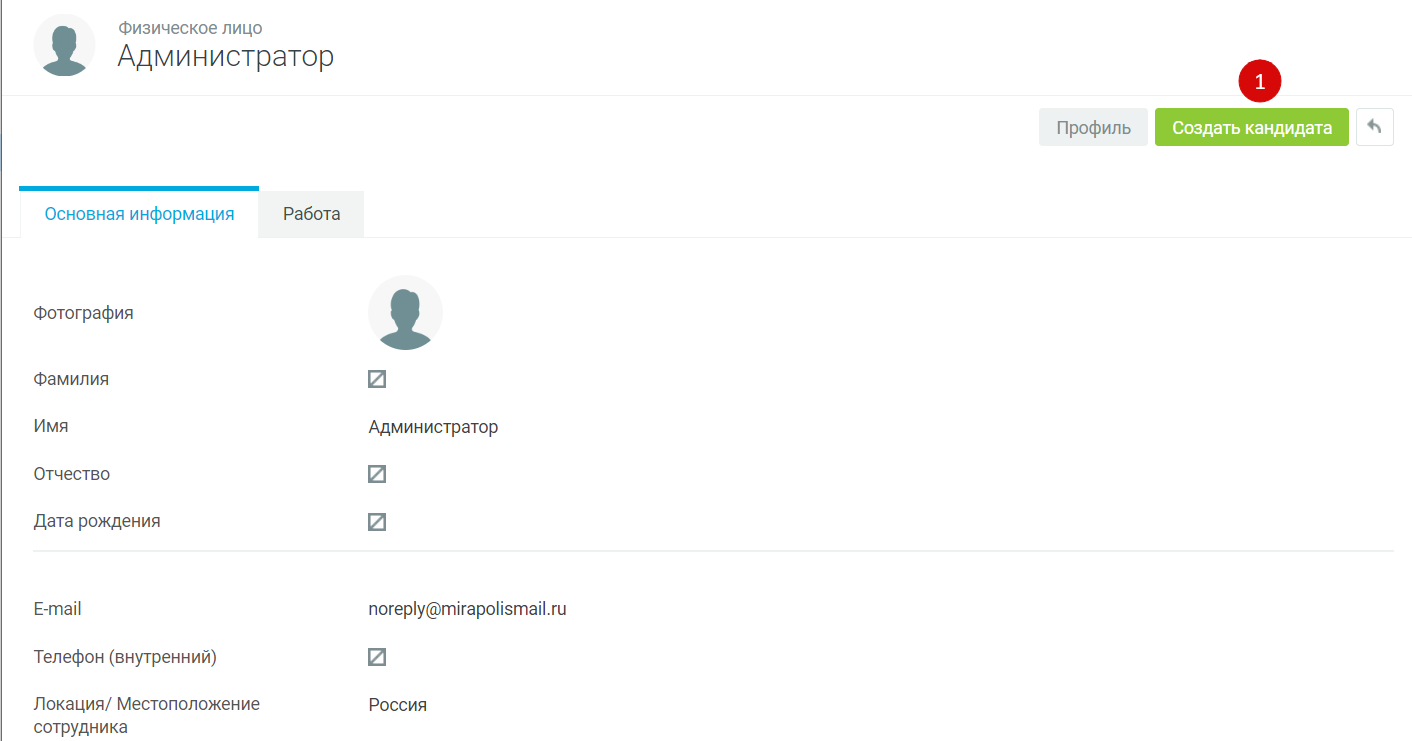 Физическое лицо
Администратор
1
Профиль
Создать кандидата
Основная информация
Работа
Фотография
Фамилия
Имя
Администратор
Отчество
Дата рождения
E-mail
noreply@mirapolismail.ru
Телефон (внутренний)
Локация/ Местоположение
сотрудника
Россия